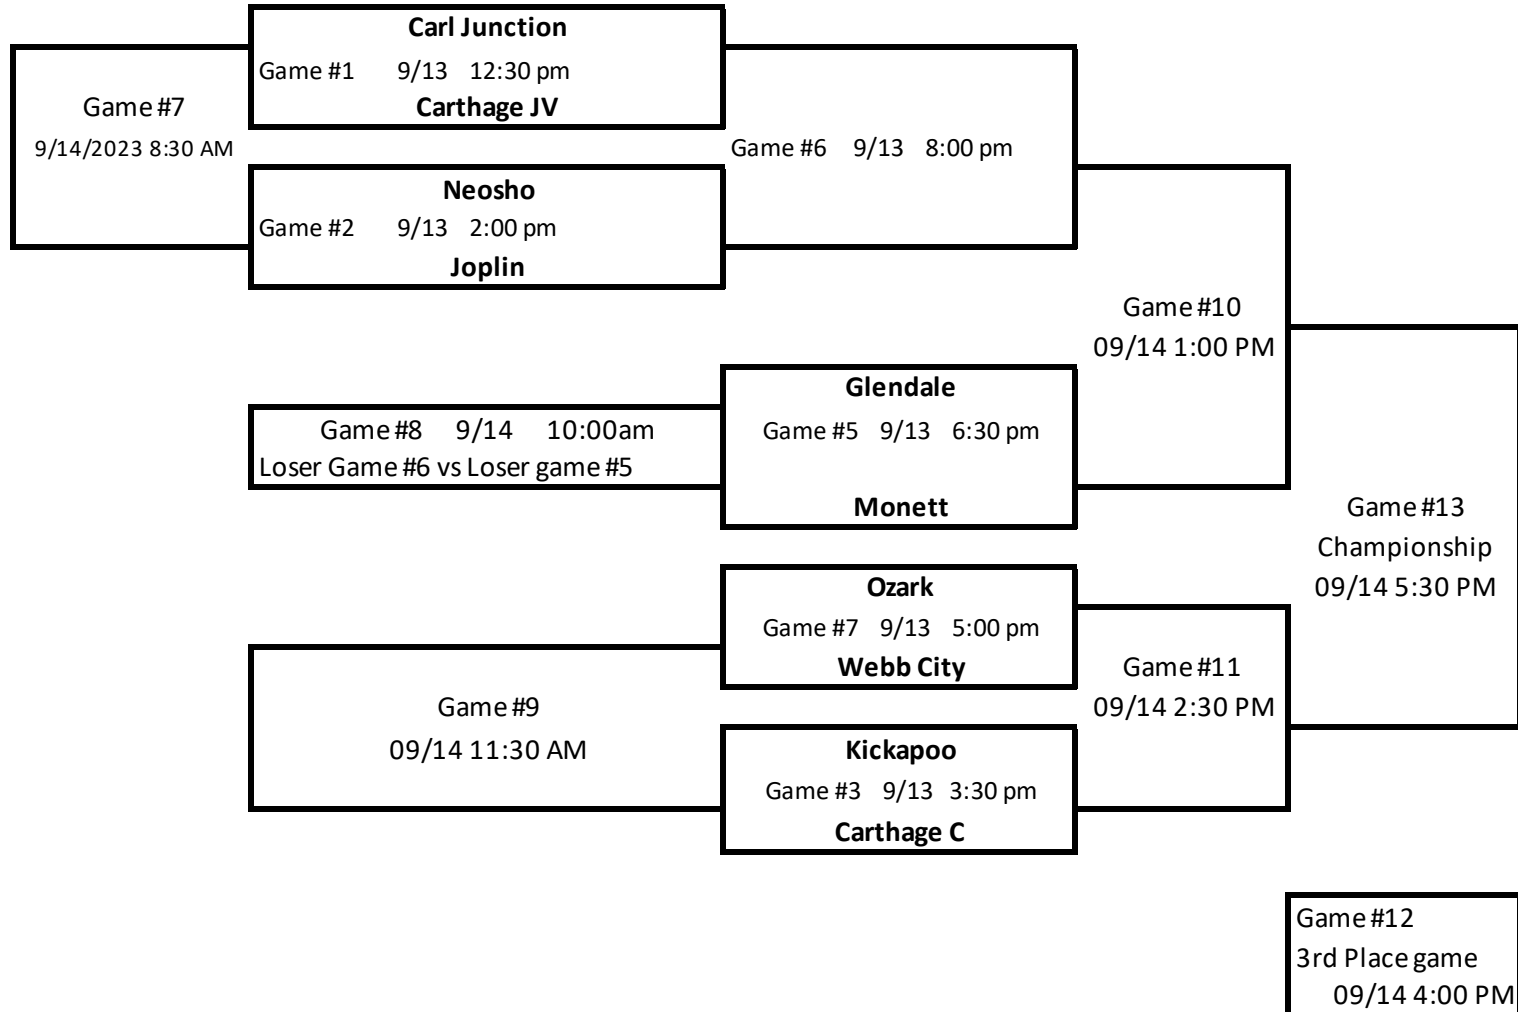 Carl Junction
Game #1 9/13 12:30 pm
Carthage JV
Game #7
9/14/2023 8:30 AM
Game #6 9/13 8:00 pm
Neosho
Game #2 9/13 2:00 pm
Joplin
Game #10
09/14 1:00 PM
Glendale
Game #5 9/13 6:30 pm
Monett
Game #8 9/14 10:00am
Loser Game #6 vs Loser game #5
Game #13
Championship
09/14 5:30 PM
Ozark
Game #7 9/13 5:00 pm
Webb City
Game #11
09/14 2:30 PM
Game #9
09/14 11:30 AM
Kickapoo
Game #3 9/13 3:30 pm
Carthage C
Game #12
3rd Place game
09/14 4:00 PM